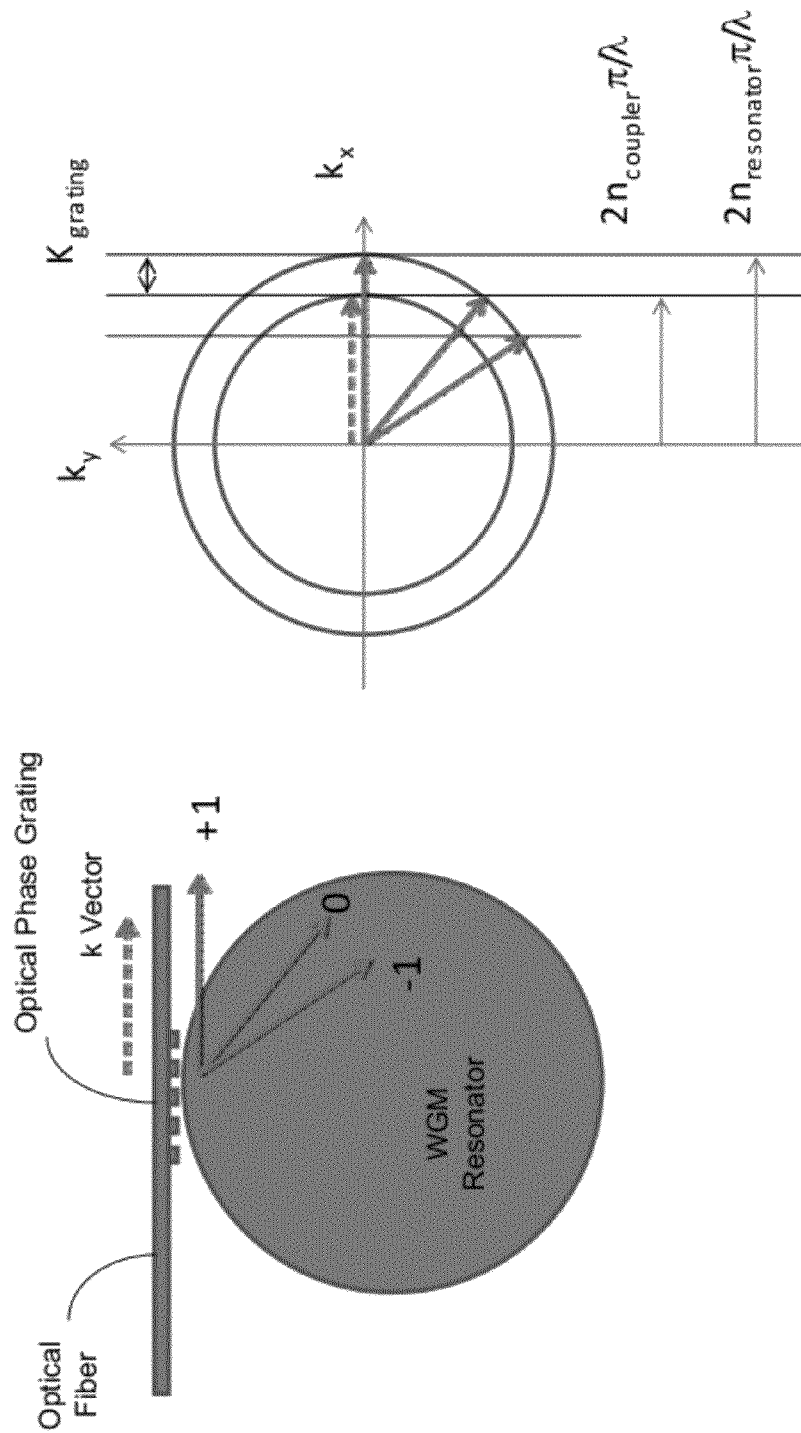 Optical
Fiber
Optical Phase Grating
k Vector
+1
0
-1
WGM
Resonator
k_y
K_grating
k_x
2n_coupler π/λ
2n_resonator π/λ